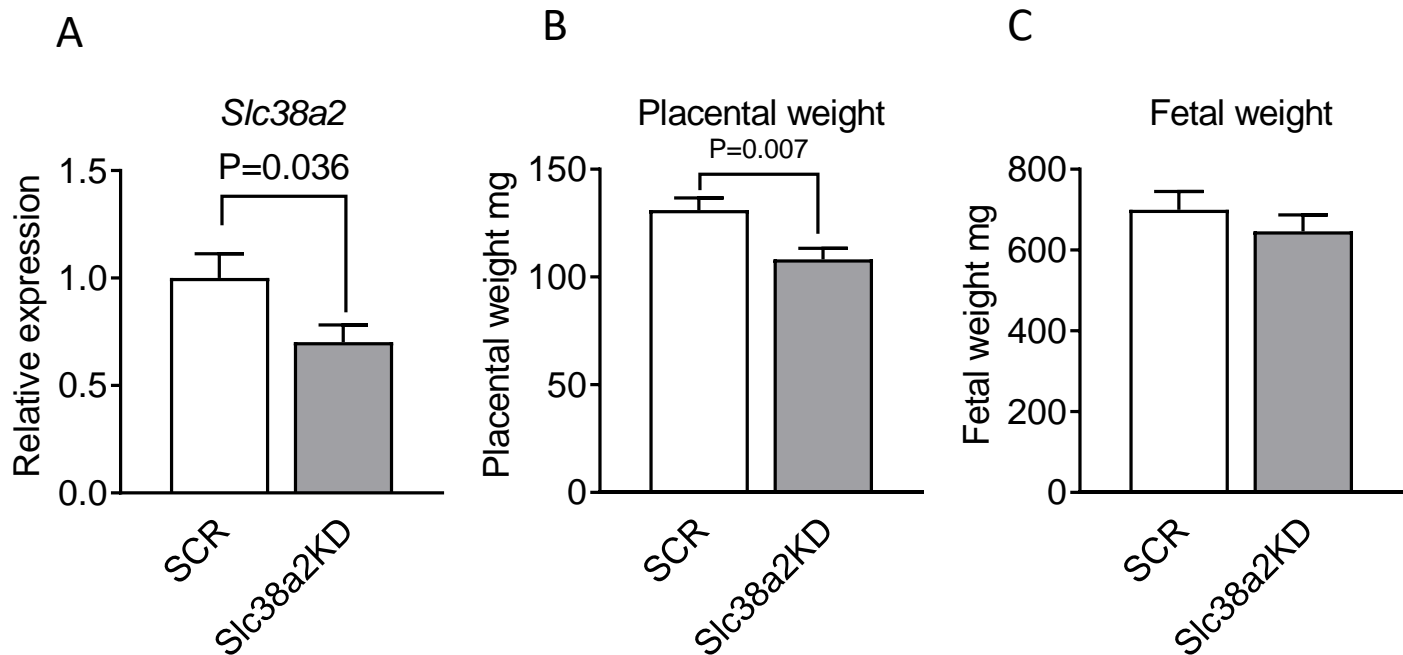 A
Slc38a2
P=0.036
Relative expression
1.5
1.0
0.5
0.0
SCR
Slc38a2KD
B
Placental weight
P=0.007
Placental weight mg
150
100
50
0
SCR
Slc38a2KD
C
Fetal weight
Fetal weight mg
800
600
400
200
0
SCR
Slc38a2KD